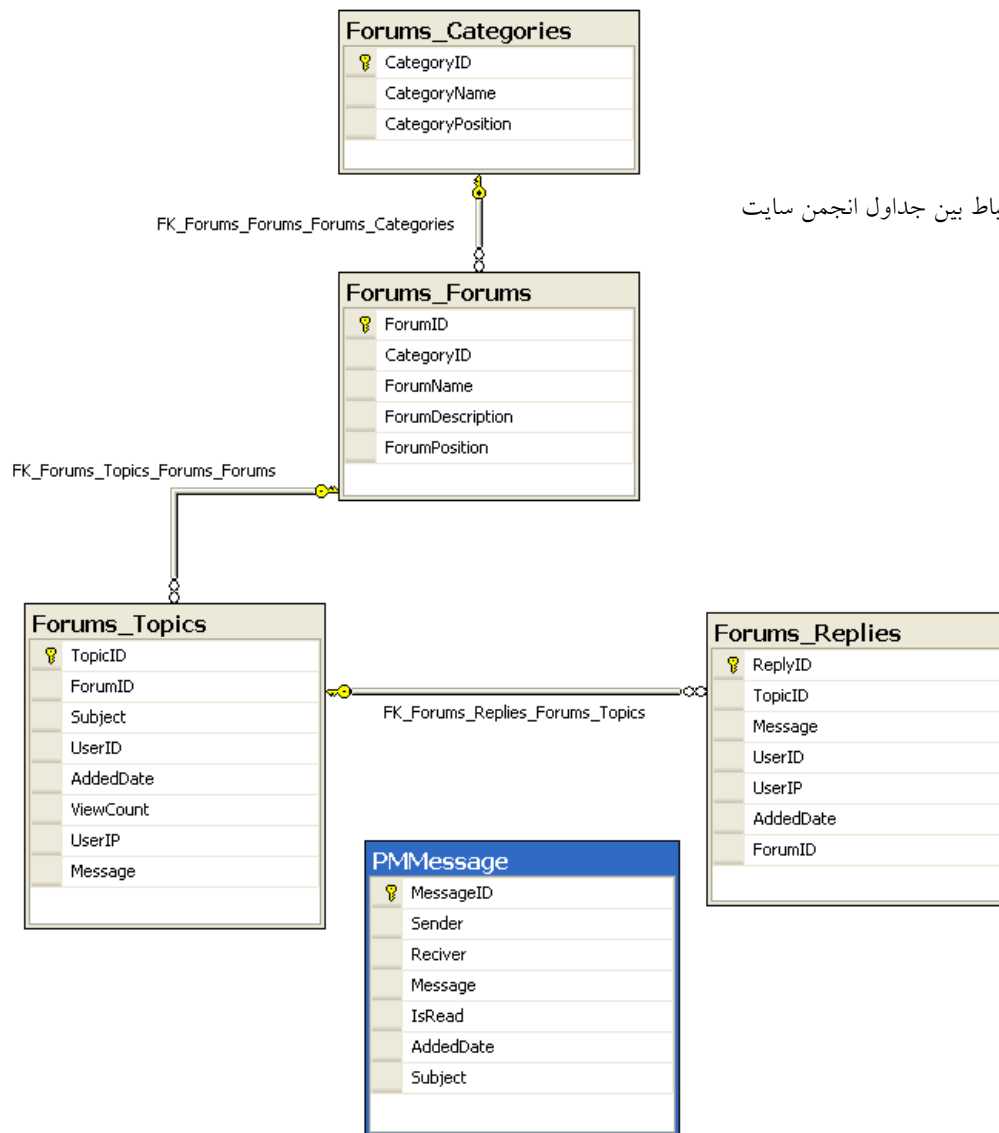 Forums_Categories
CategoryID
CategoryName
CategoryPosition
FK_Forums_Forums_Forums_Categories
باط بین جداول انجمن سایت
Forums_Forums
ForumID
CategoryID
ForumName
ForumDescription
ForumPosition
FK_Forums_Topics_Forums_Forums
Forums_Topics
TopicID
ForumID
Subject
UserID
AddedDate
ViewCount
UserIP
Message
FK_Forums_Replies_Forums_Topics
Forums_Replies
ReplyID
TopicID
Message
UserID
UserIP
AddedDate
ForumID
PMMessage
MessageID
Sender
Reciver
Message
IsRead
AddedDate
Subject